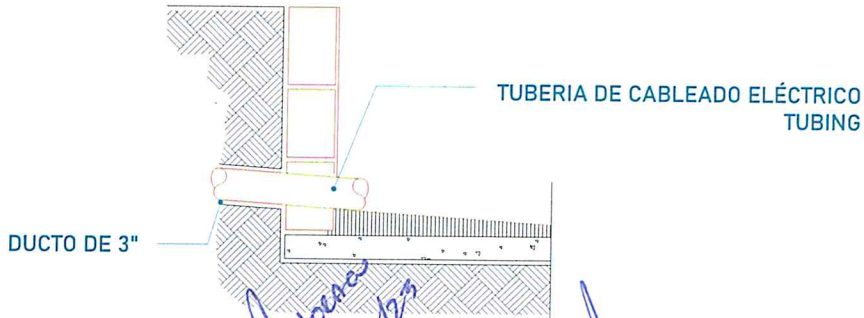 TUBERIA DE CABLEADO ELÉCTRICO
TUBING
DUCTO DE 3"